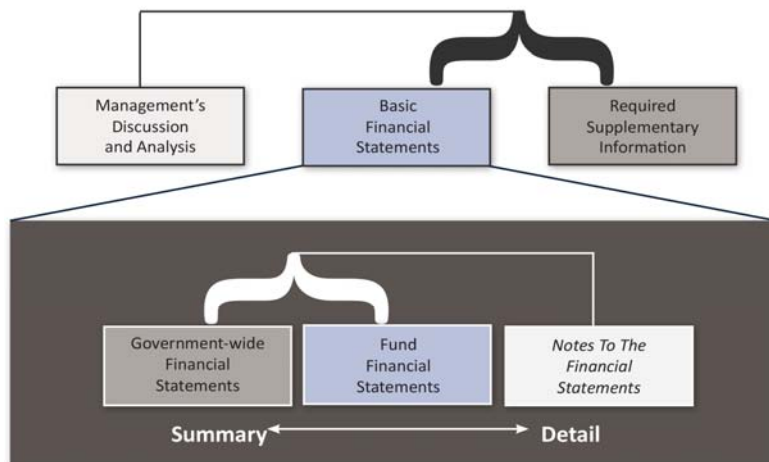 Management's
Discussion
and Analysis
Basic
Financial
Statements
Required
Supplementary
Information
Government-wide
Financial
Statements
Fund
Financial
Statements
Notes To The
Financial
Statements
Summary
Detail